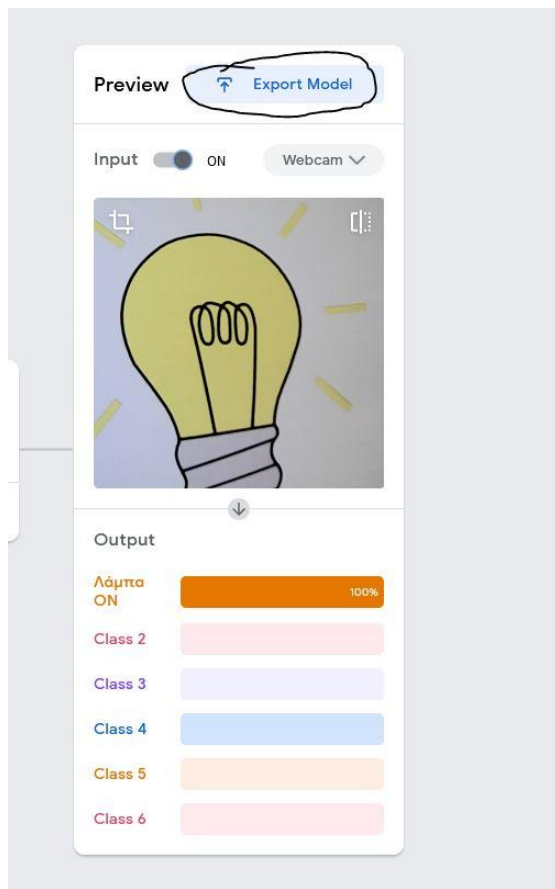 Preview
Export Model
Input
ON
Webcam
Output
Λάμπα
ON
100%
Class 2
Class 3
Class 4
Class 5
Class 6